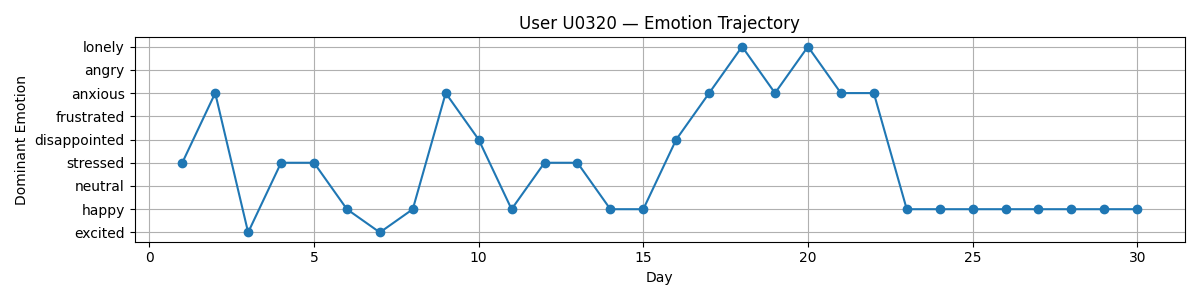 User U0320 — Emotion Trajectory
Dominant Emotion
lonely
angry
anxious
frustrated
disappointed
stressed
neutral
happy
excited
0 5 10 15 20 25 30
Day